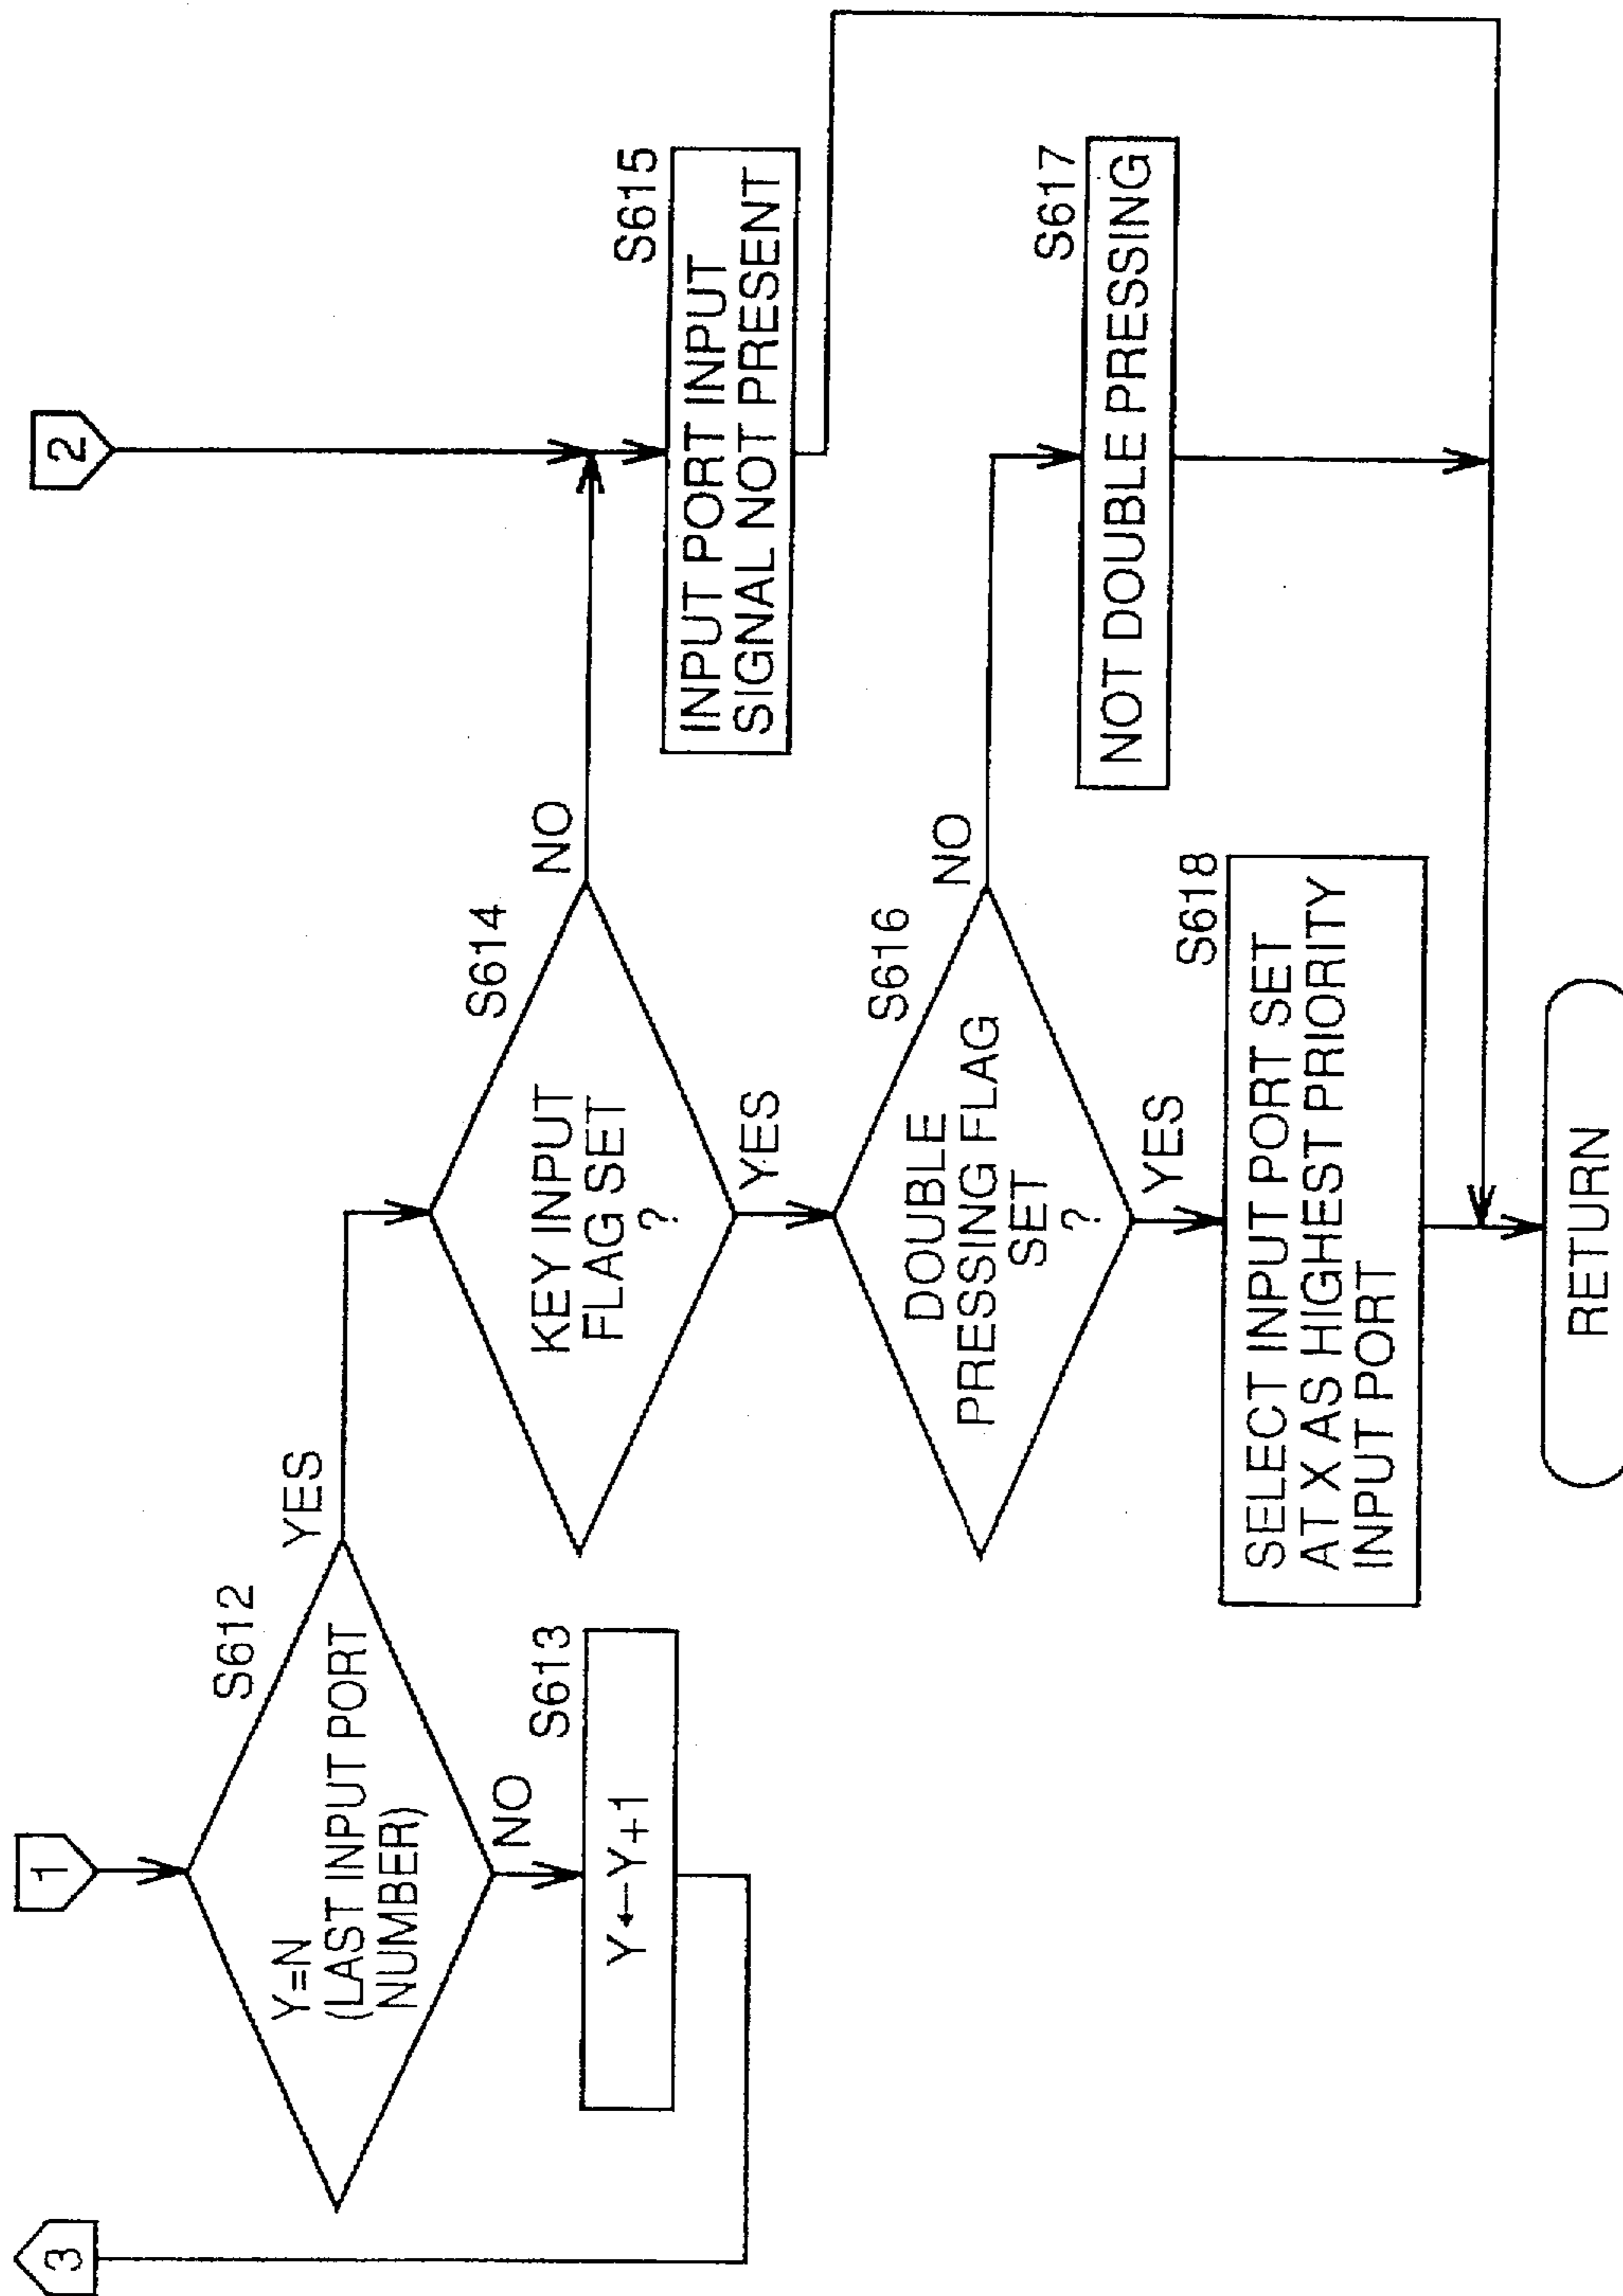 3
1
2
S612
Y=N
(LAST INPUT PORT
NUMBER)
YES
NO
S613
Y←Y+1
S614
KEY INPUT
FLAG SET
?
NO
YES
S615
INPUT PORT INPUT
SIGNAL NOT PRESENT
S616
DOUBLE
PRESSING FLAG
SET
?
NO
YES
S617
NOT DOUBLE PRESSING
S618
SELECT INPUT PORT SET
AT X AS HIGHEST PRIORITY
INPUT PORT
RETURN